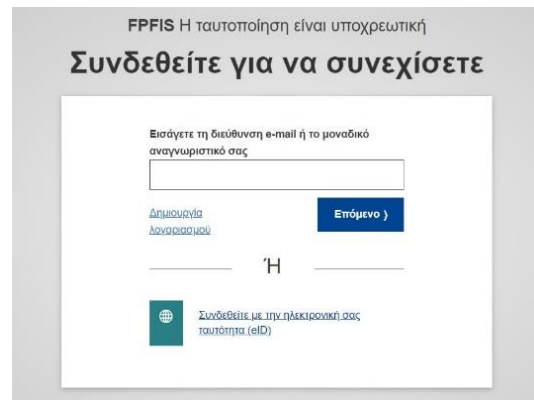 FPFIS Η ταυτοποίηση είναι υποχρεωτική
Συνδεθείτε για να συνεχίσετε
Εισάγετε τη διεύθυνση e-mail ή το μοναδικό
αναγνωριστικό σας
Δημιουργία
λογαριασμού
Επόμενο ⟩
Ή
Συνδεθείτε με την ηλεκτρονική σας
ταυτότητα (eID)